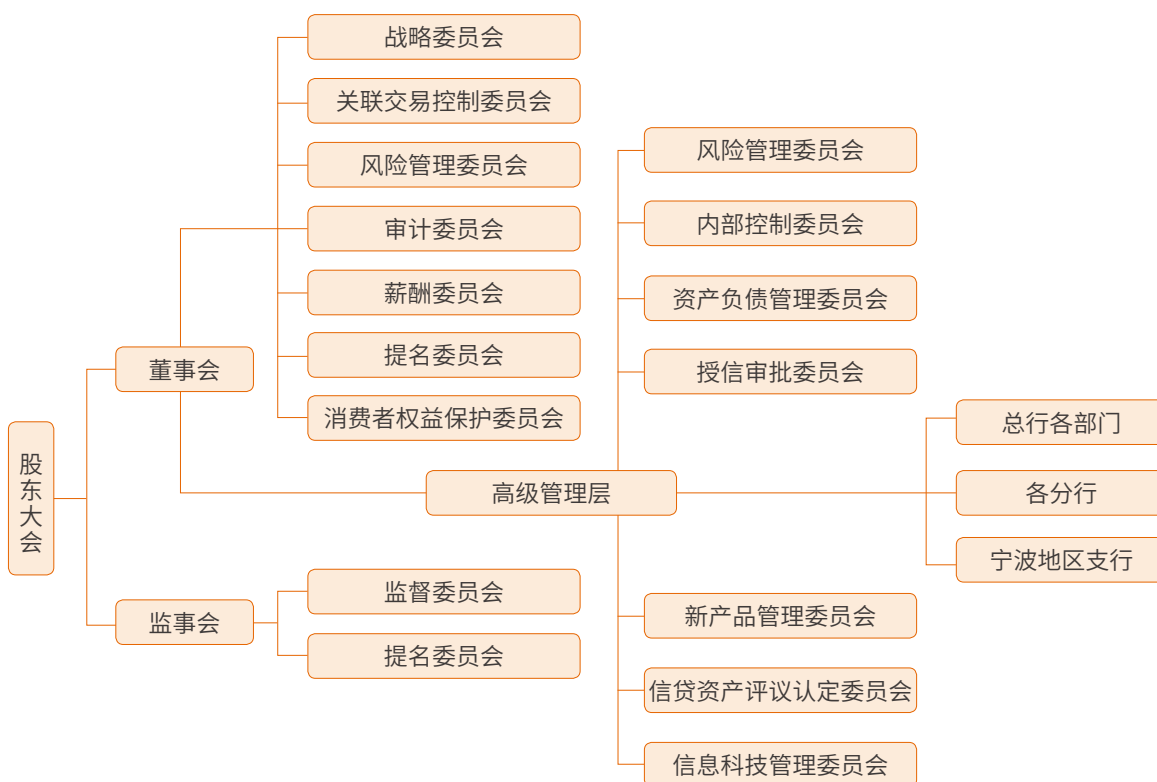 股东大会
董事会
战略委员会
关联交易控制委员会
风险管理委员会
审计委员会
薪酬委员会
提名委员会
消费者权益保护委员会
监事会
监督委员会
提名委员会
高级管理层
风险管理委员会
内部控制委员会
资产负债管理委员会
授信审批委员会
新产品管理委员会
信贷资产评议认定委员会
信息科技管理委员会
总行各部门
各分行
宁波地区支行